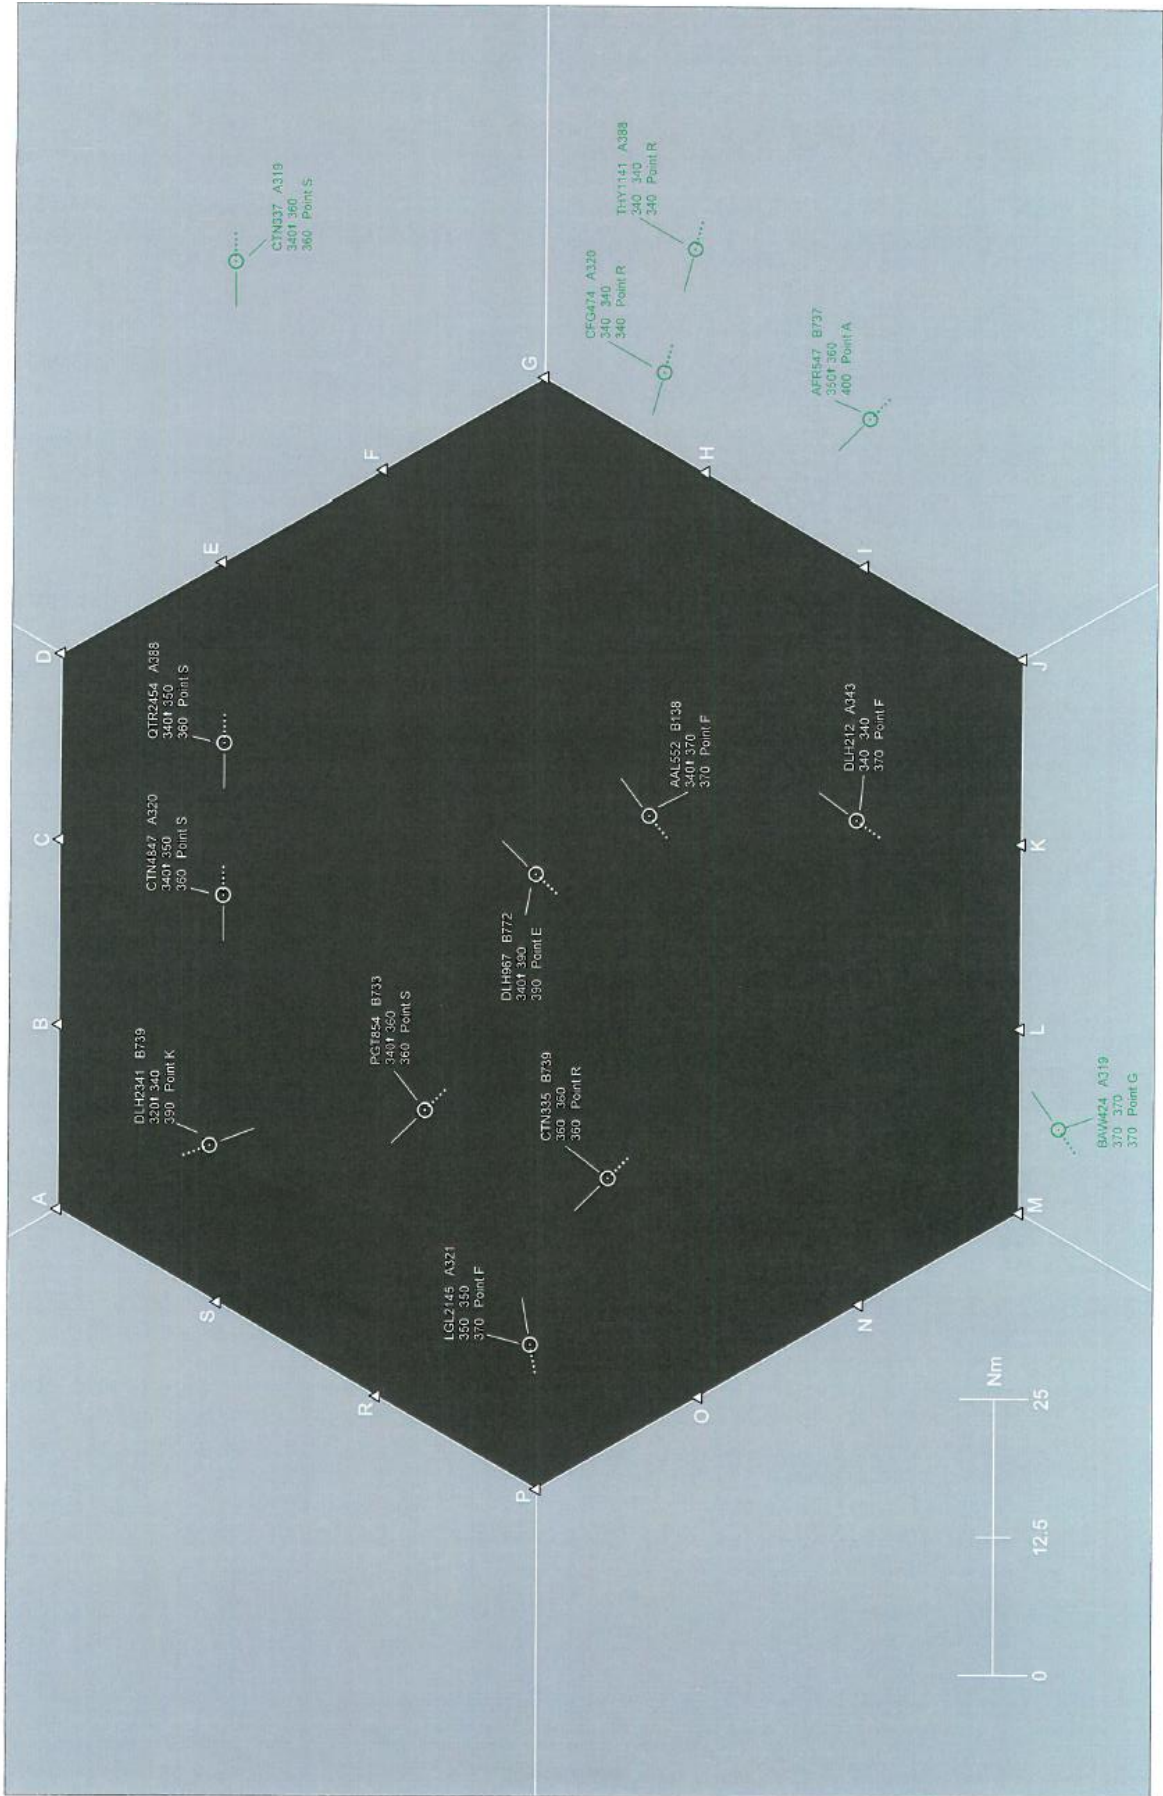 A
B
C
D
DLH2341 B739
320↑ 340
390 Point K
CTN4847 A320
340↑ 350
360 Point S
QTR2454 A388
340↑ 350
360 Point S
S
E
CTN337 A319
340↑ 360
360 Point S
R
PGT854 B733
340↑ 360
360 Point S
F
LGL2145 A321
350 350
370 Point F
DLH967 B772
340↑ 390
390 Point E
P
G
CTN335 B739
360 360
360 Point R
CFG474 A320
340 340
340 Point R
THY1141 A388
340 340
340 Point R
AAL552 B138
340↑ 370
370 Point F
O
H
AFR547 B737
350↑ 360
400 Point A
DLH212 A343
340 340
370 Point F
N
I
Nm
0 12.5 25
M
L
K
J
BAW424 A319
370 370
370 Point G